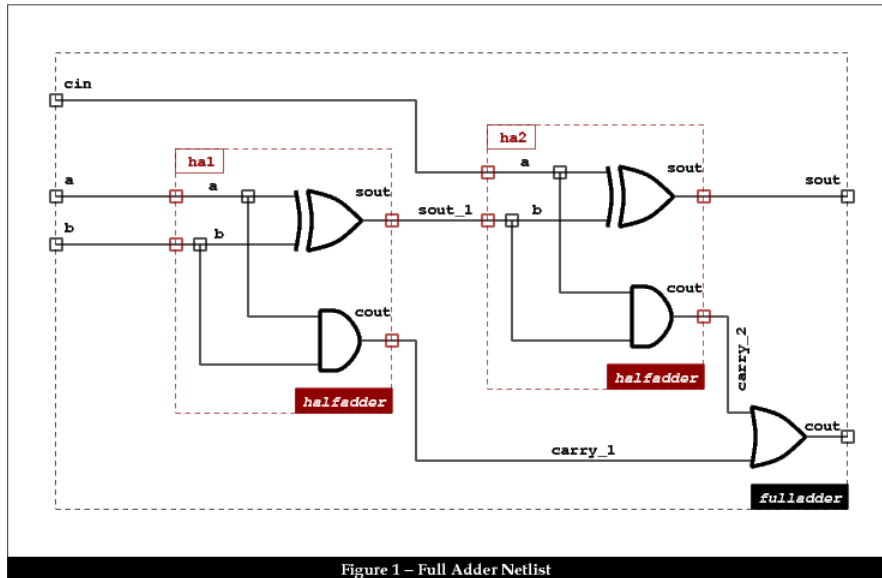 cin
ha2
ha1
a
sout
a
a
sout
sout
sout_1
b
b
b
cout
cout
carry_2
halfadder
halfadder
cout
carry_1
fulladder
Figure 1 – Full Adder Netlist